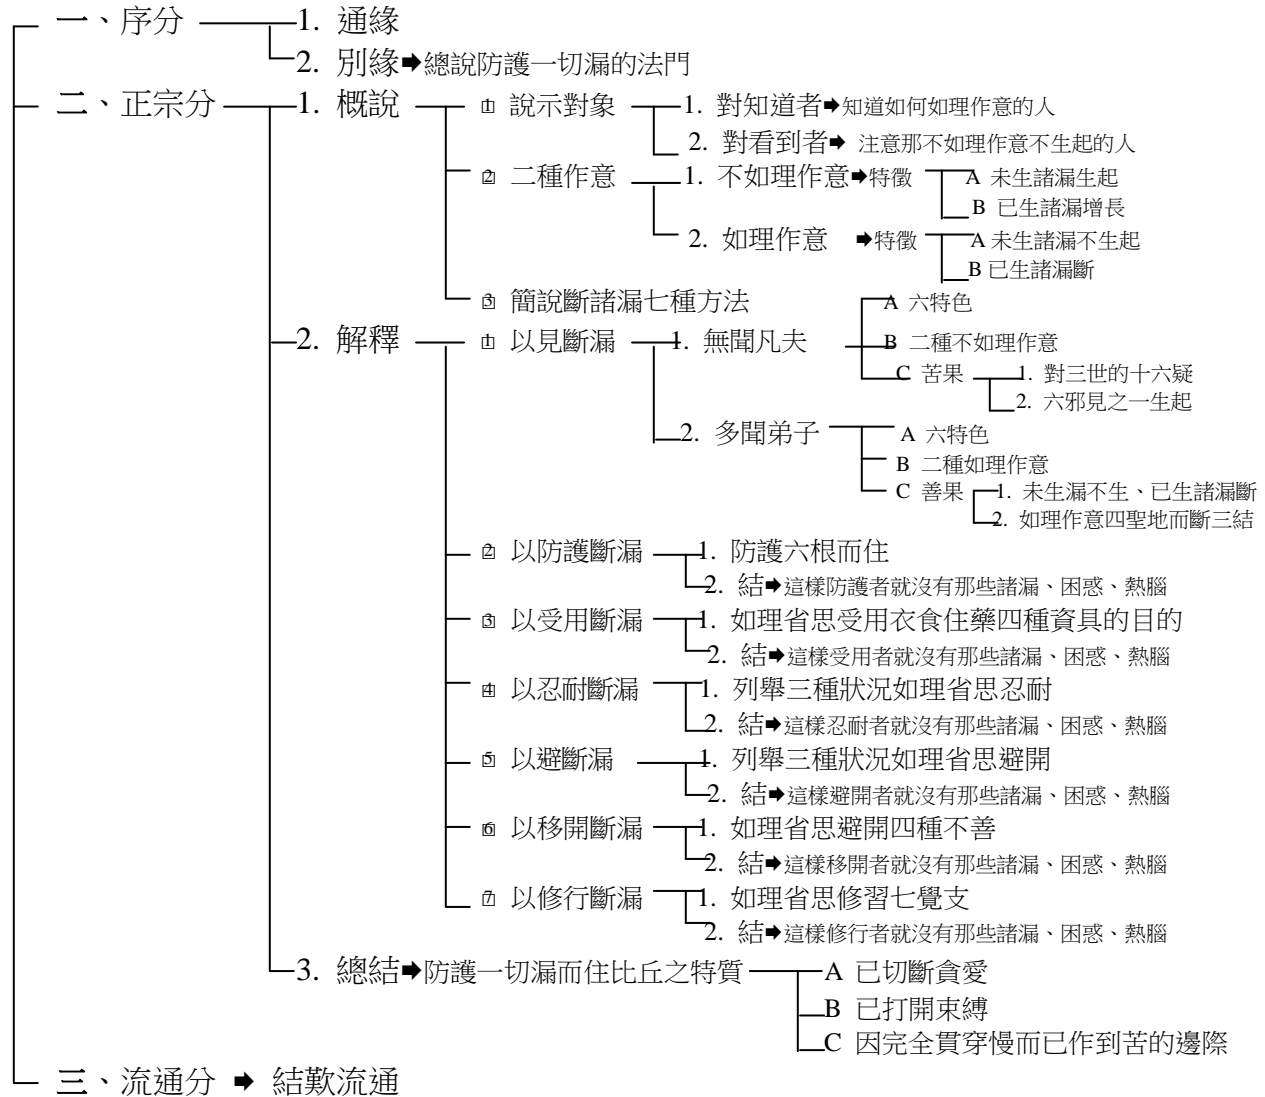 一、序分 1. 通緣
2. 別緣➡總說防護一切漏的法門
二、正宗分 1. 概說 1 說示對象 1. 對知道者➡知道如何如理作意的人
2. 對看到者➡ 注意那不如理作意不生起的人
2 二種作意 1. 不如理作意➡特徵 A 未生諸漏生起
B 已生諸漏增長
2. 如理作意 ➡特徵 A 未生諸漏不生起
B 已生諸漏斷
3 簡說斷諸漏七種方法 A 六特色
2. 解釋 1 以見斷漏 1. 無聞凡夫 B 二種不如理作意
C 苦果 1. 對三世的十六疑
2. 六邪見之一生起
2. 多聞弟子 A 六特色
B 二種如理作意
C 善果 1. 未生漏不生、已生諸漏斷
2. 如理作意四聖地而斷三結
2 以防護斷漏 1. 防護六根而住
2. 結➡這樣防護者就沒有那些諸漏、困惑、熱腦
3 以受用斷漏 1. 如理省思受用衣食住藥四種資具的目的
2. 結➡這樣受用者就沒有那些諸漏、困惑、熱腦
4 以忍耐斷漏 1. 列舉三種狀況如理省思忍耐
2. 結➡這樣忍耐者就沒有那些諸漏、困惑、熱腦
5 以避斷漏 1. 列舉三種狀況如理省思避開
2. 結➡這樣避開者就沒有那些諸漏、困惑、熱腦
6 以移開斷漏 1. 如理省思避開四種不善
2. 結➡這樣移開者就沒有那些諸漏、困惑、熱腦
7 以修行斷漏 1. 如理省思修習七覺支
2. 結➡這樣修行者就沒有那些諸漏、困惑、熱腦
3. 總結➡防護一切漏而住比丘之特質 A 已切斷貪愛
B 已打開束縛
C 因完全貫穿慢而已作到苦的邊際
三、流通分 ➡ 結歎流通